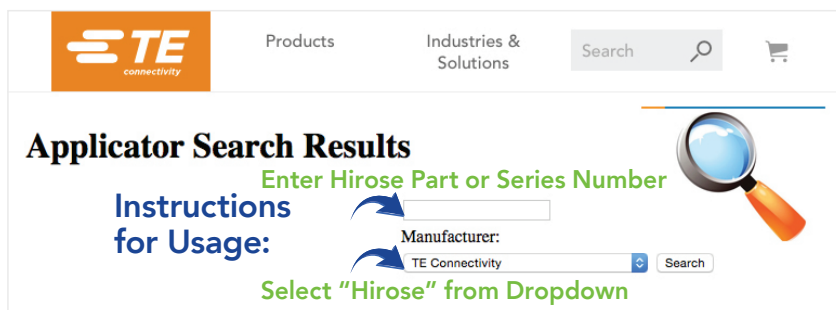 TE
connectivity
Products
Industries &
Solutions
Search
Applicator Search Results
Enter Hirose Part or Series Number
Instructions
for Usage:
Manufacturer:
TE Connectivity
Search
Select “Hirose” from Dropdown